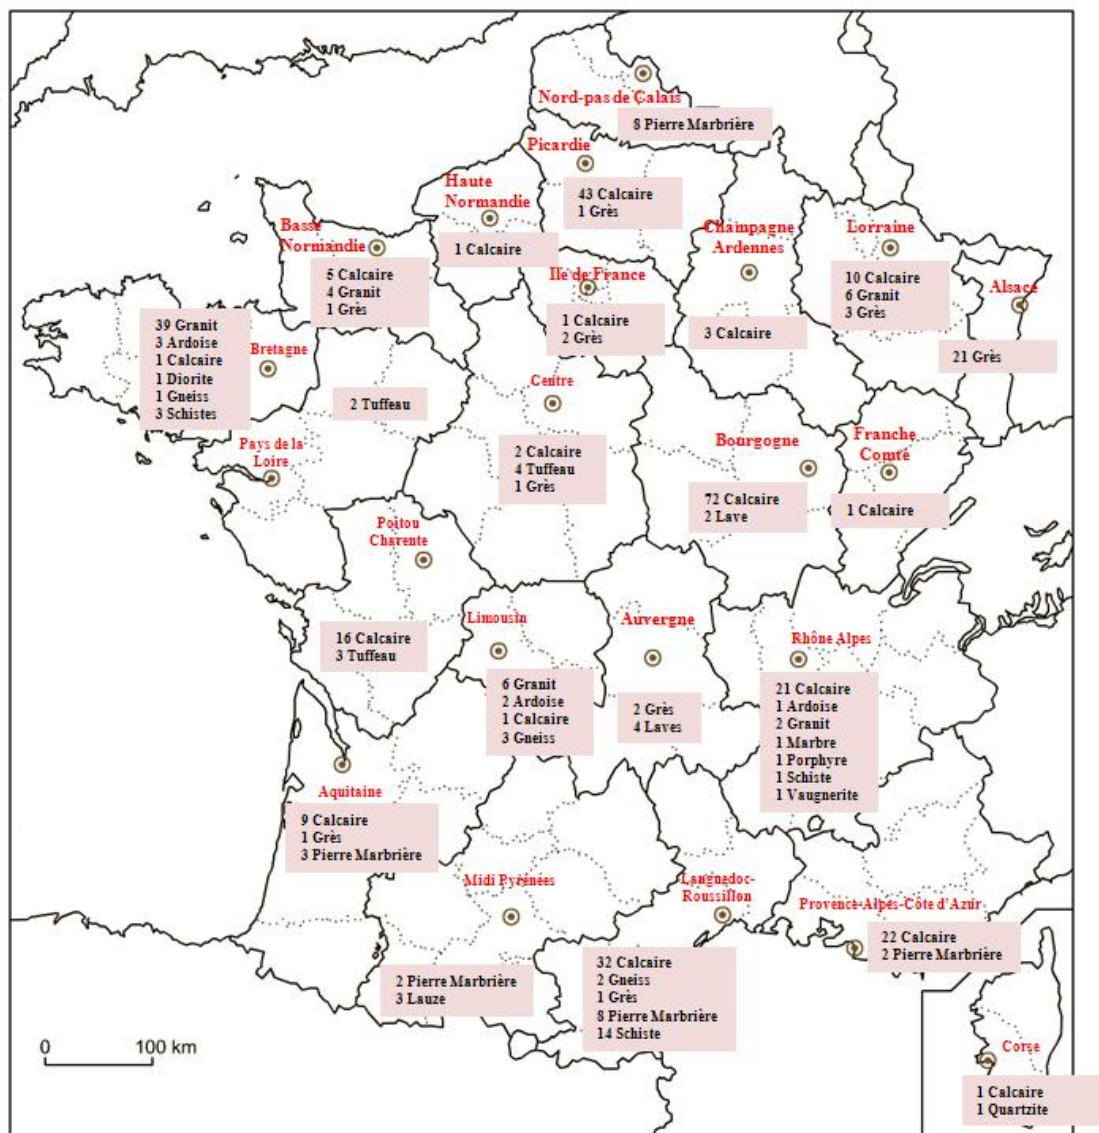 Nord-pas de Calais
8 Pierre Marbrière
Picardie
43 Calcaire
1 Grès
Haute
Normandie
1 Calcaire
Basse
Normandie
5 Calcaire
4 Granit
1 Grès
Ile de France
1 Calcaire
2 Grès
Champagne
Ardennes
3 Calcaire
Lorraine
10 Calcaire
6 Granit
3 Grès
Alsace
21 Grès
Bretagne
39 Granit
3 Ardoise
1 Calcaire
1 Diorite
1 Gneiss
3 Schistes
Pays de la
Loire
2 Tuffeau
Centre
2 Calcaire
4 Tuffeau
1 Grès
Bourgogne
72 Calcaire
2 Lave
Franche
Comté
1 Calcaire
Poitou
Charente
16 Calcaire
3 Tuffeau
Limousin
6 Granit
2 Ardoise
1 Calcaire
3 Gneiss
Auvergne
2 Grès
4 Laves
Rhône Alpes
21 Calcaire
1 Ardoise
2 Granit
1 Marbre
1 Porphyre
1 Schiste
1 Vaugnerite
Aquitaine
9 Calcaire
1 Grès
3 Pierre Marbrière
Midi Pyrénées
2 Pierre Marbrière
3 Lauze
Languedoc-
Roussillon
32 Calcaire
2 Gneiss
1 Grès
8 Pierre Marbrière
14 Schiste
Provence-Alpes-Côte d'Azur
22 Calcaire
2 Pierre Marbrière
Corse
1 Calcaire
1 Quartzite
0 100 km